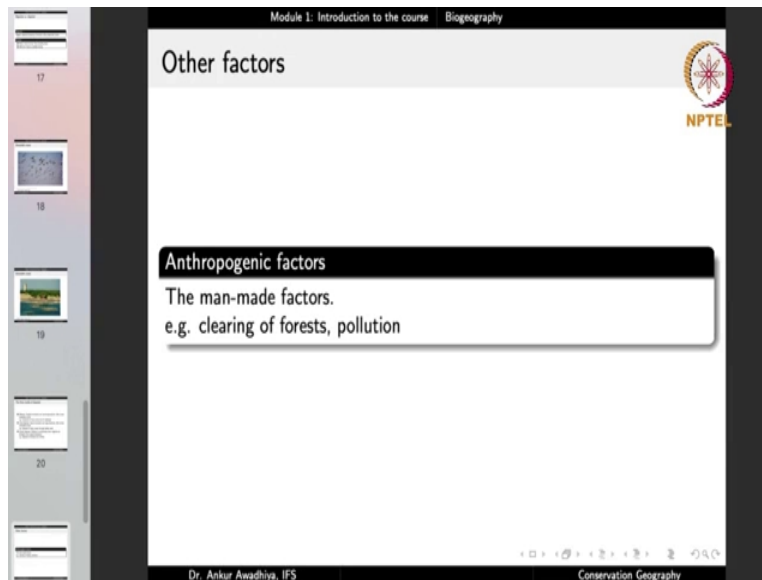 Module 1: Introduction to the course Biogeography
Other factors
NPTEL
Anthropogenic factors
The man-made factors.
e.g. clearing of forests, pollution
17
18
19
20
Dr. Ankur Awadhiya, IFS Conservation Geography